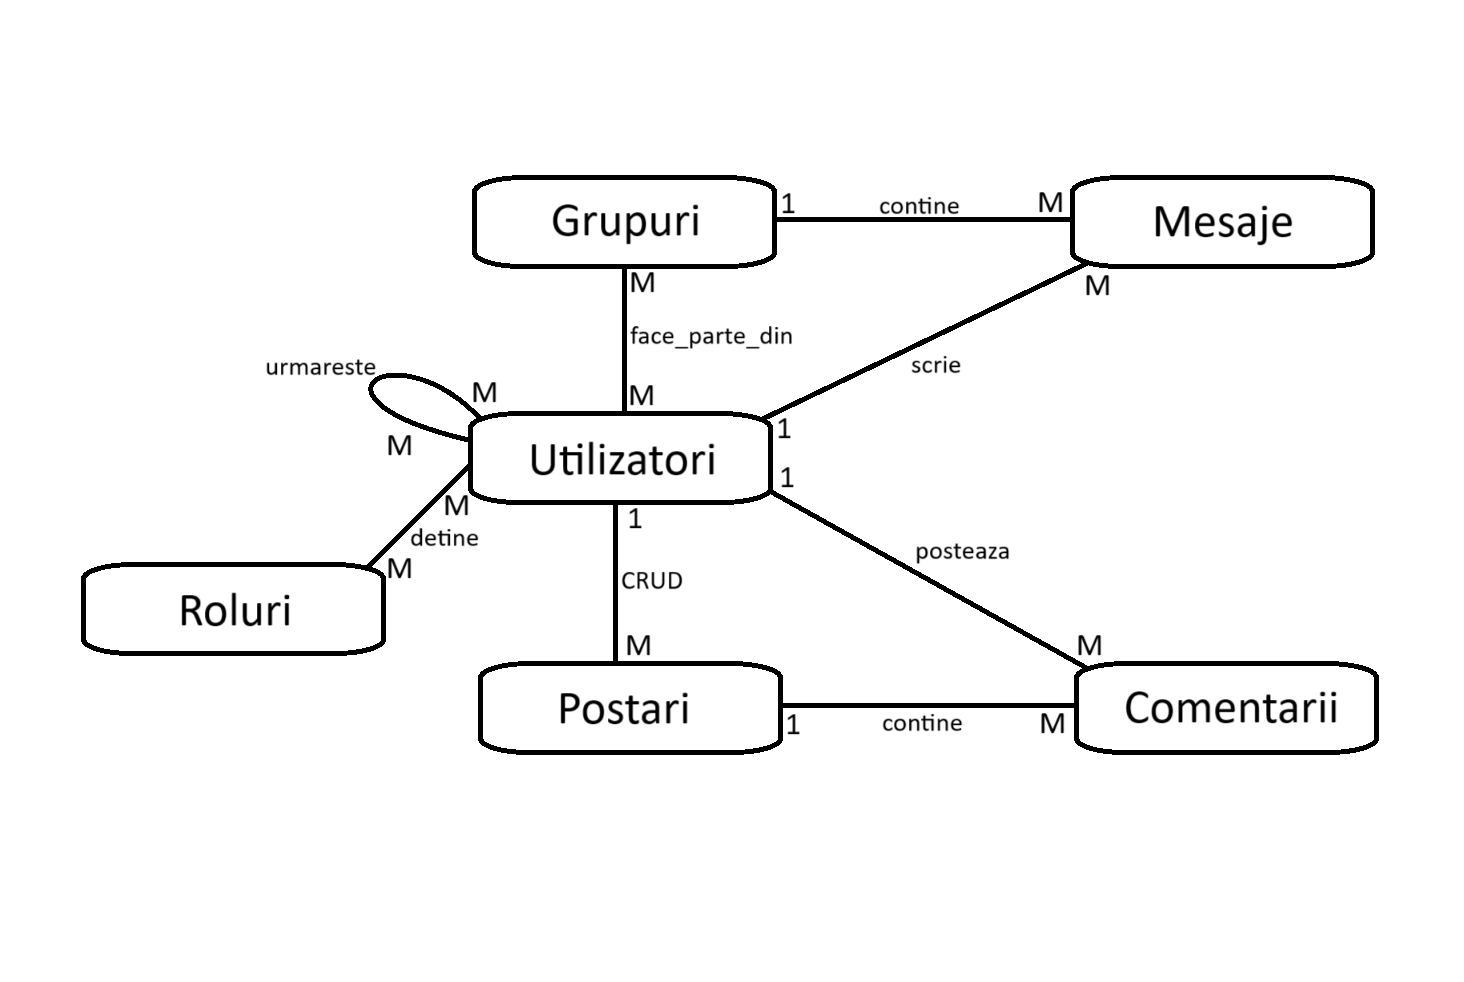 Grupuri
1
contine
M
Mesaje
M
M
face_parte_din
scrie
urmareste
M
M
M
Utilizatori
1
1
M
detine
M
Roluri
1
CRUD
M
posteaza
M
Postari
1
contine
M
Comentarii